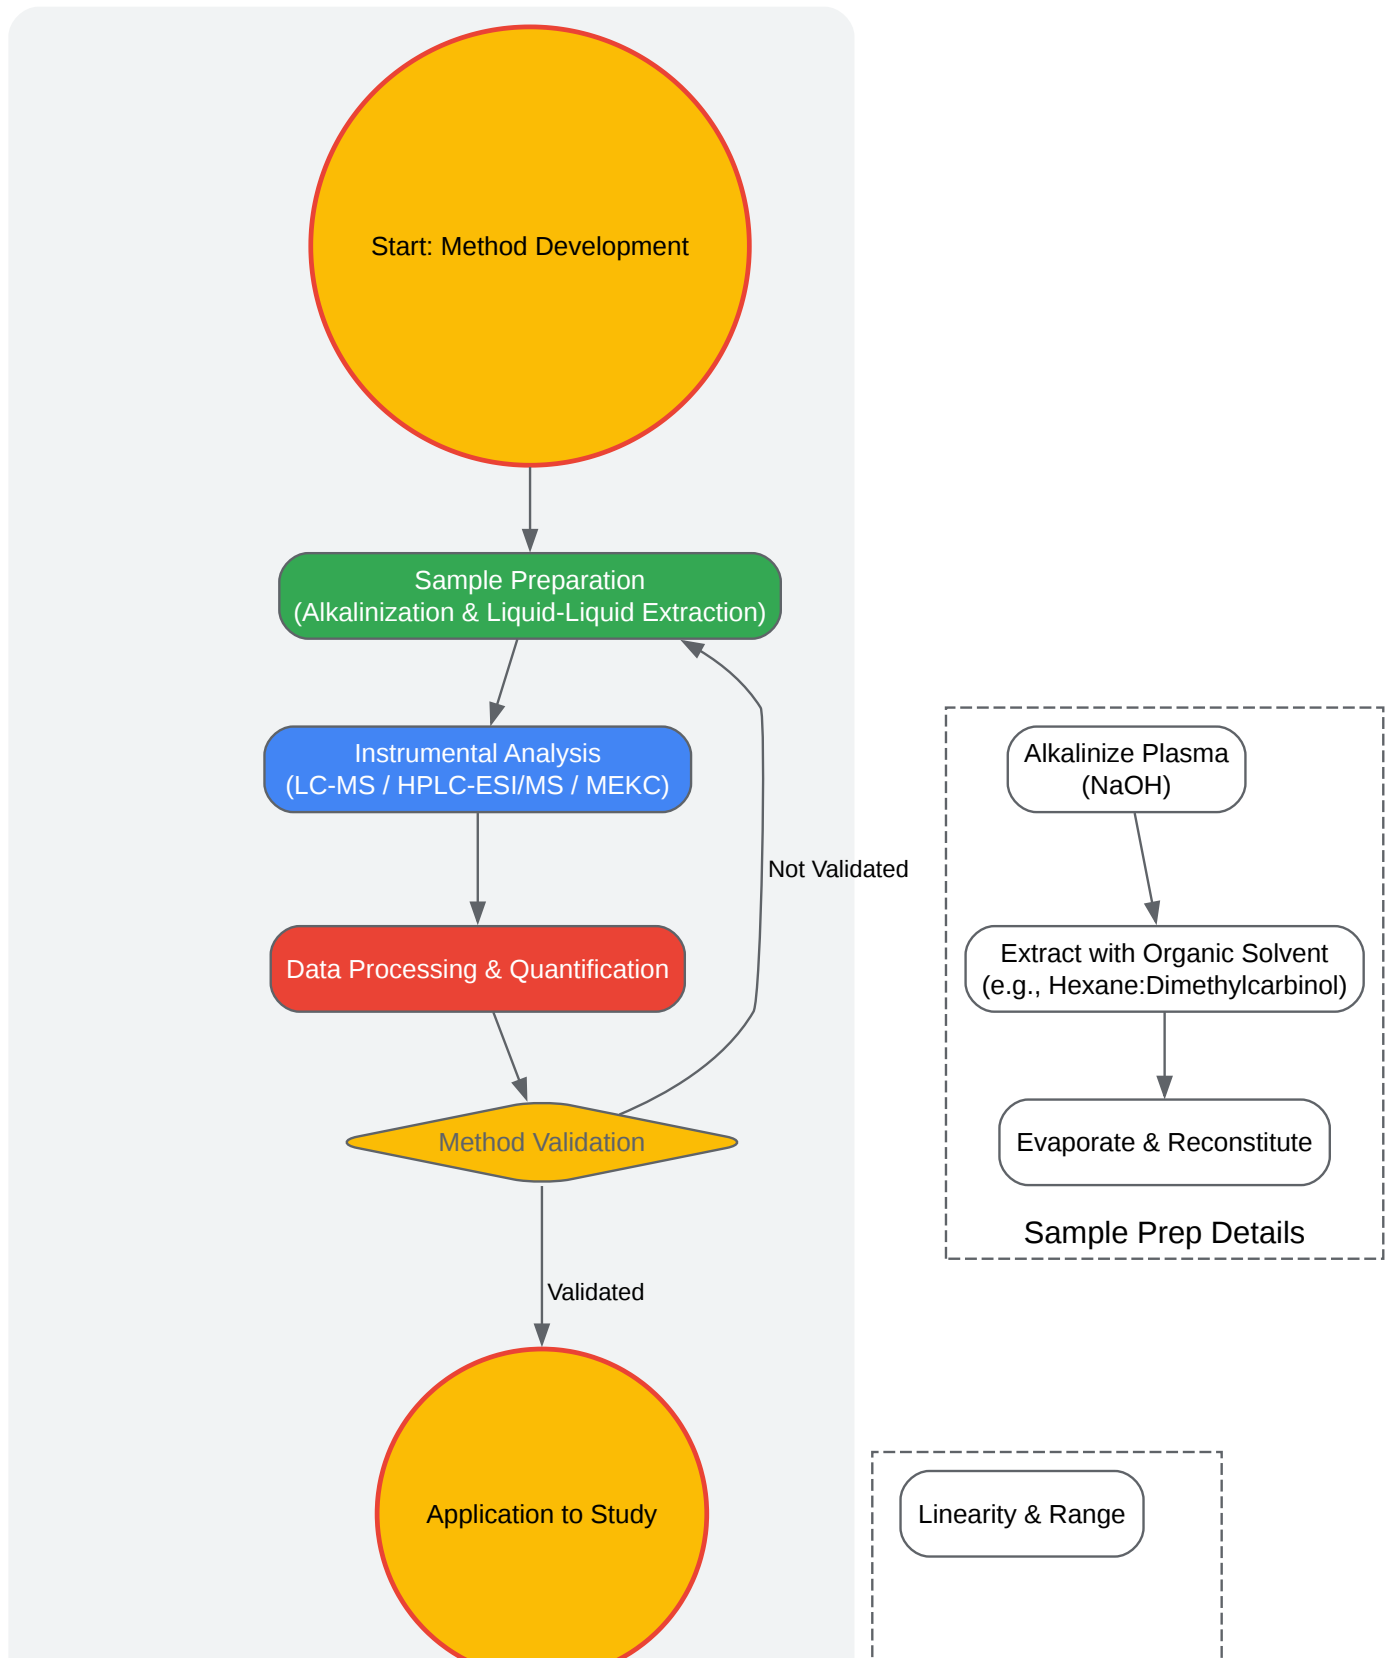 Start: Method Development
Sample Preparation
(Alkalinization & Liquid-Liquid Extraction)
Instrumental Analysis
(LC-MS / HPLC-ESI/MS / MEKC)
Not Validated
Data Processing & Quantification
Method Validation
Validated
Application to Study
Alkalinize Plasma
(NaOH)
Extract with Organic Solvent
(e.g., Hexane:Dimethylcarbinol)
Evaporate & Reconstitute
Sample Prep Details
Linearity & Range